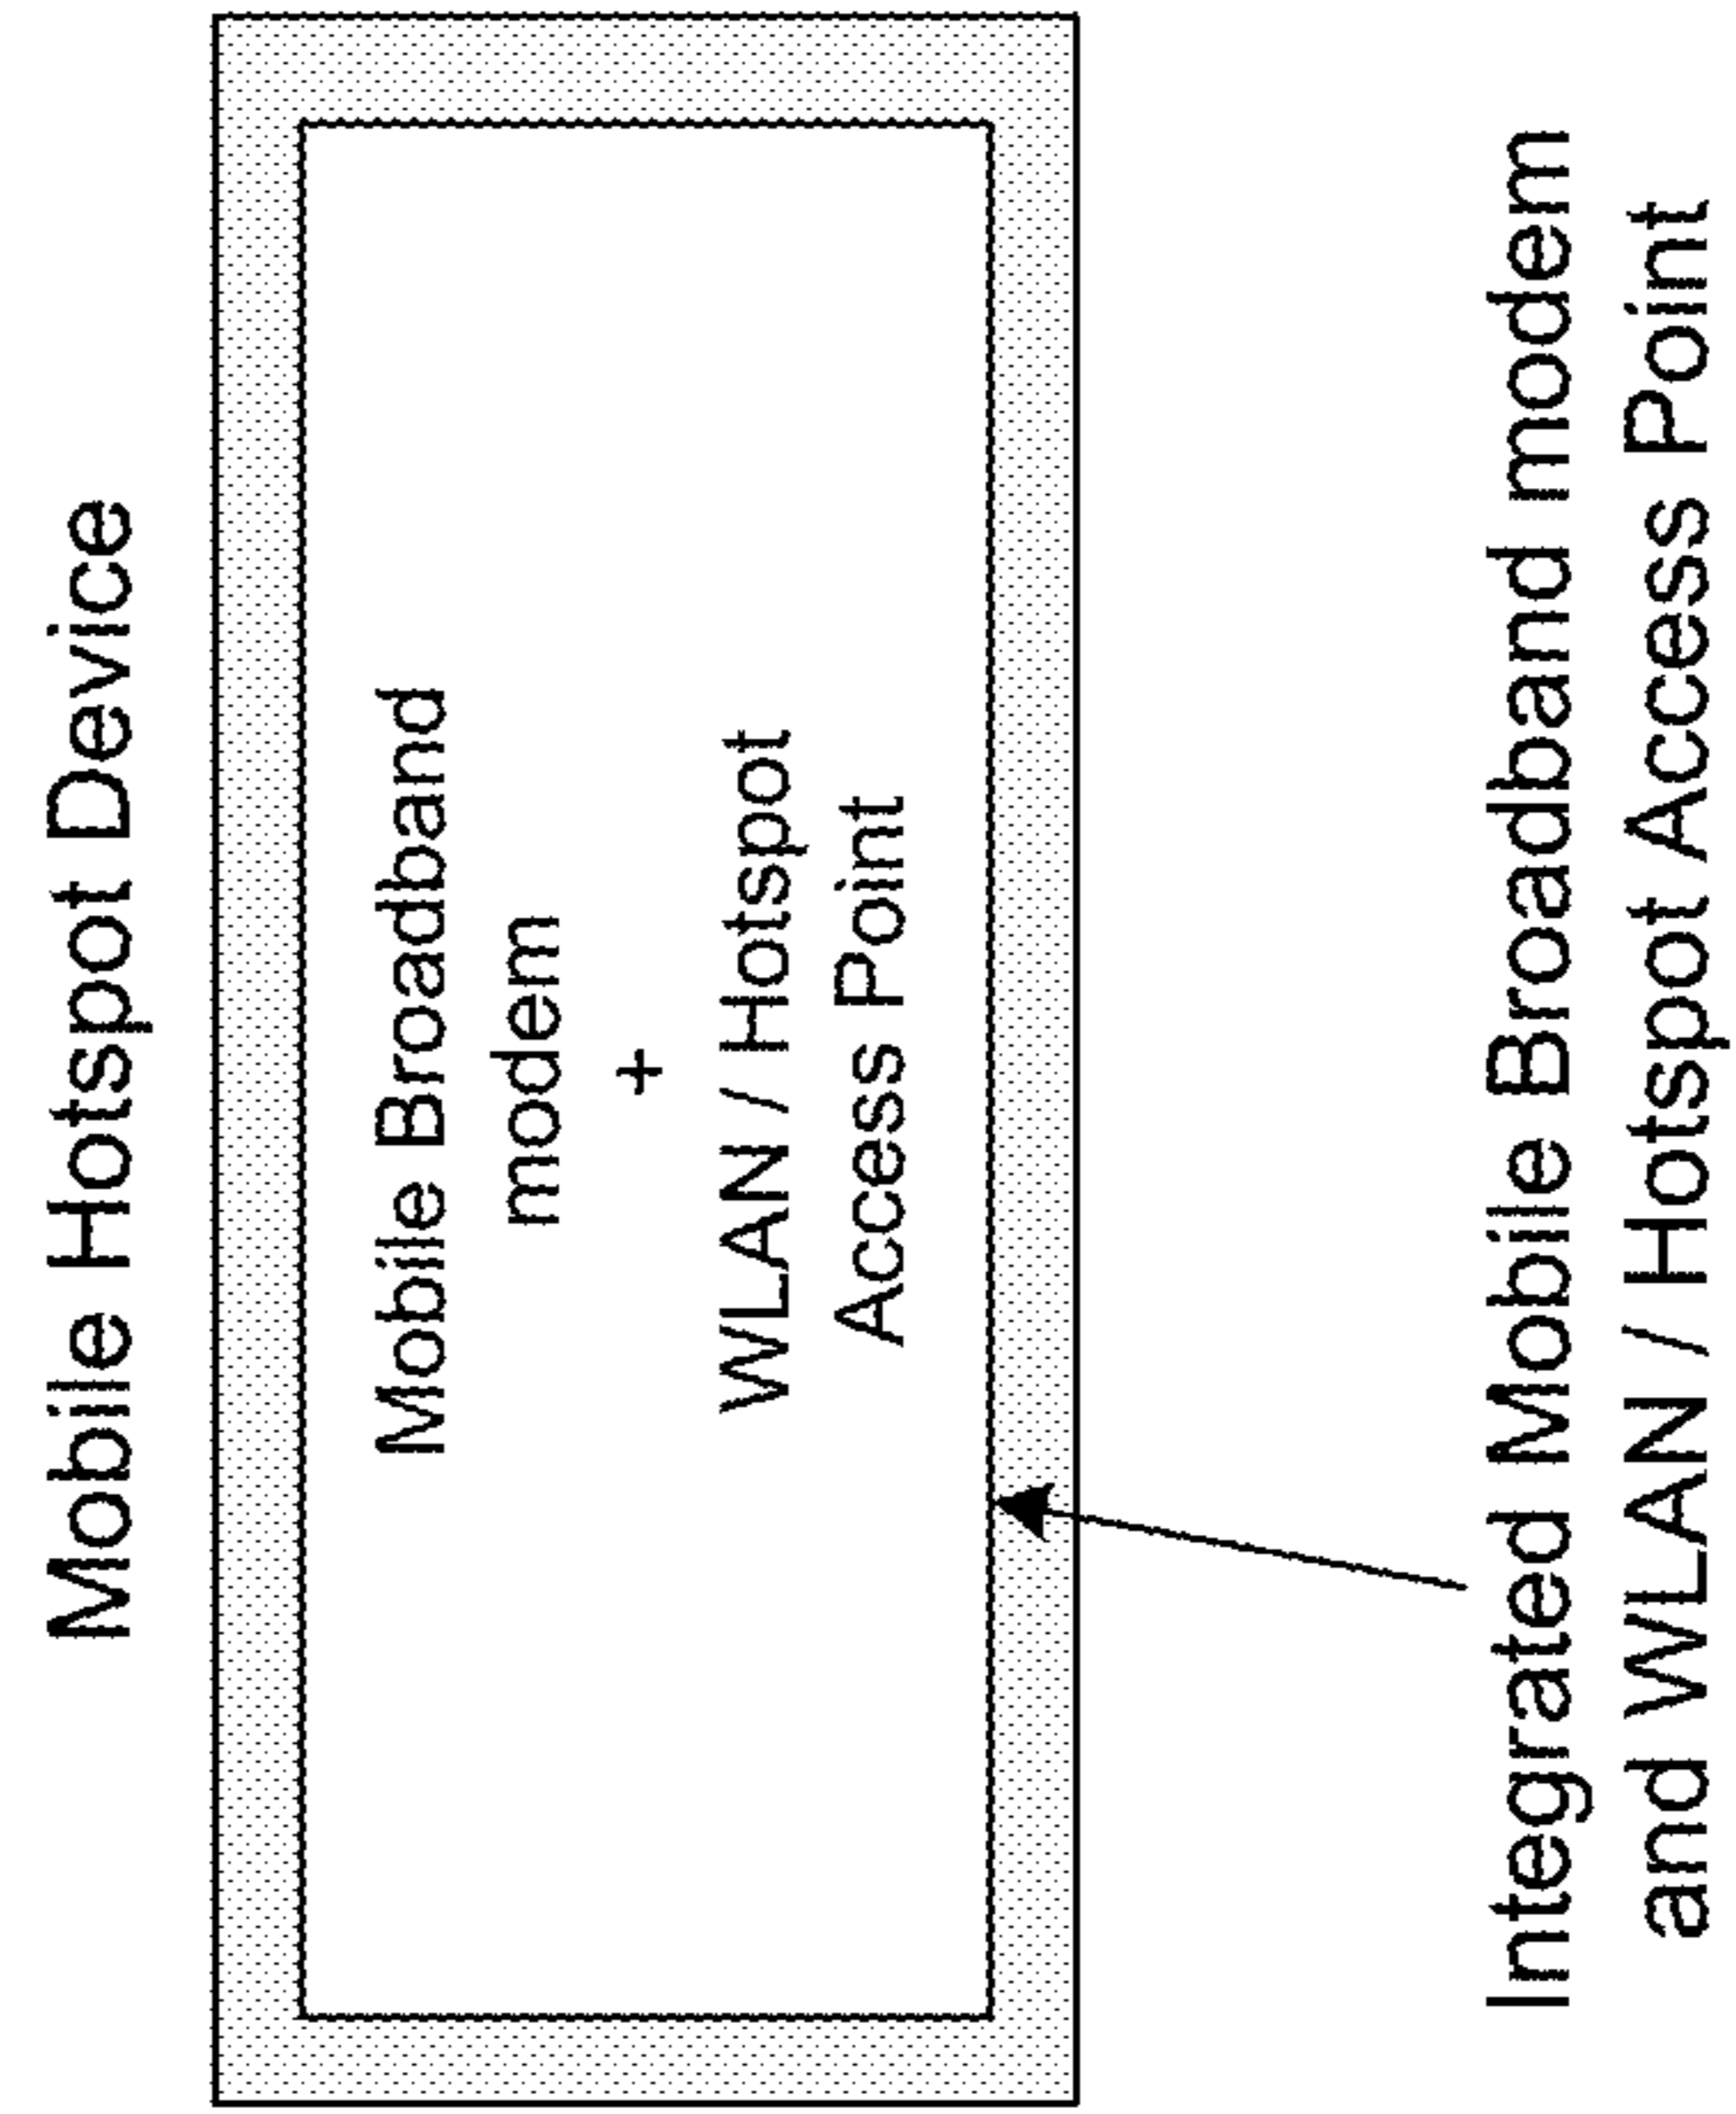 Mobile Hotspot Device
Mobile Broadband
modem
+
WLAN / Hotspot
Access Point
Integrated Mobile Broadband modem
and WLAN / Hotspot Access Point